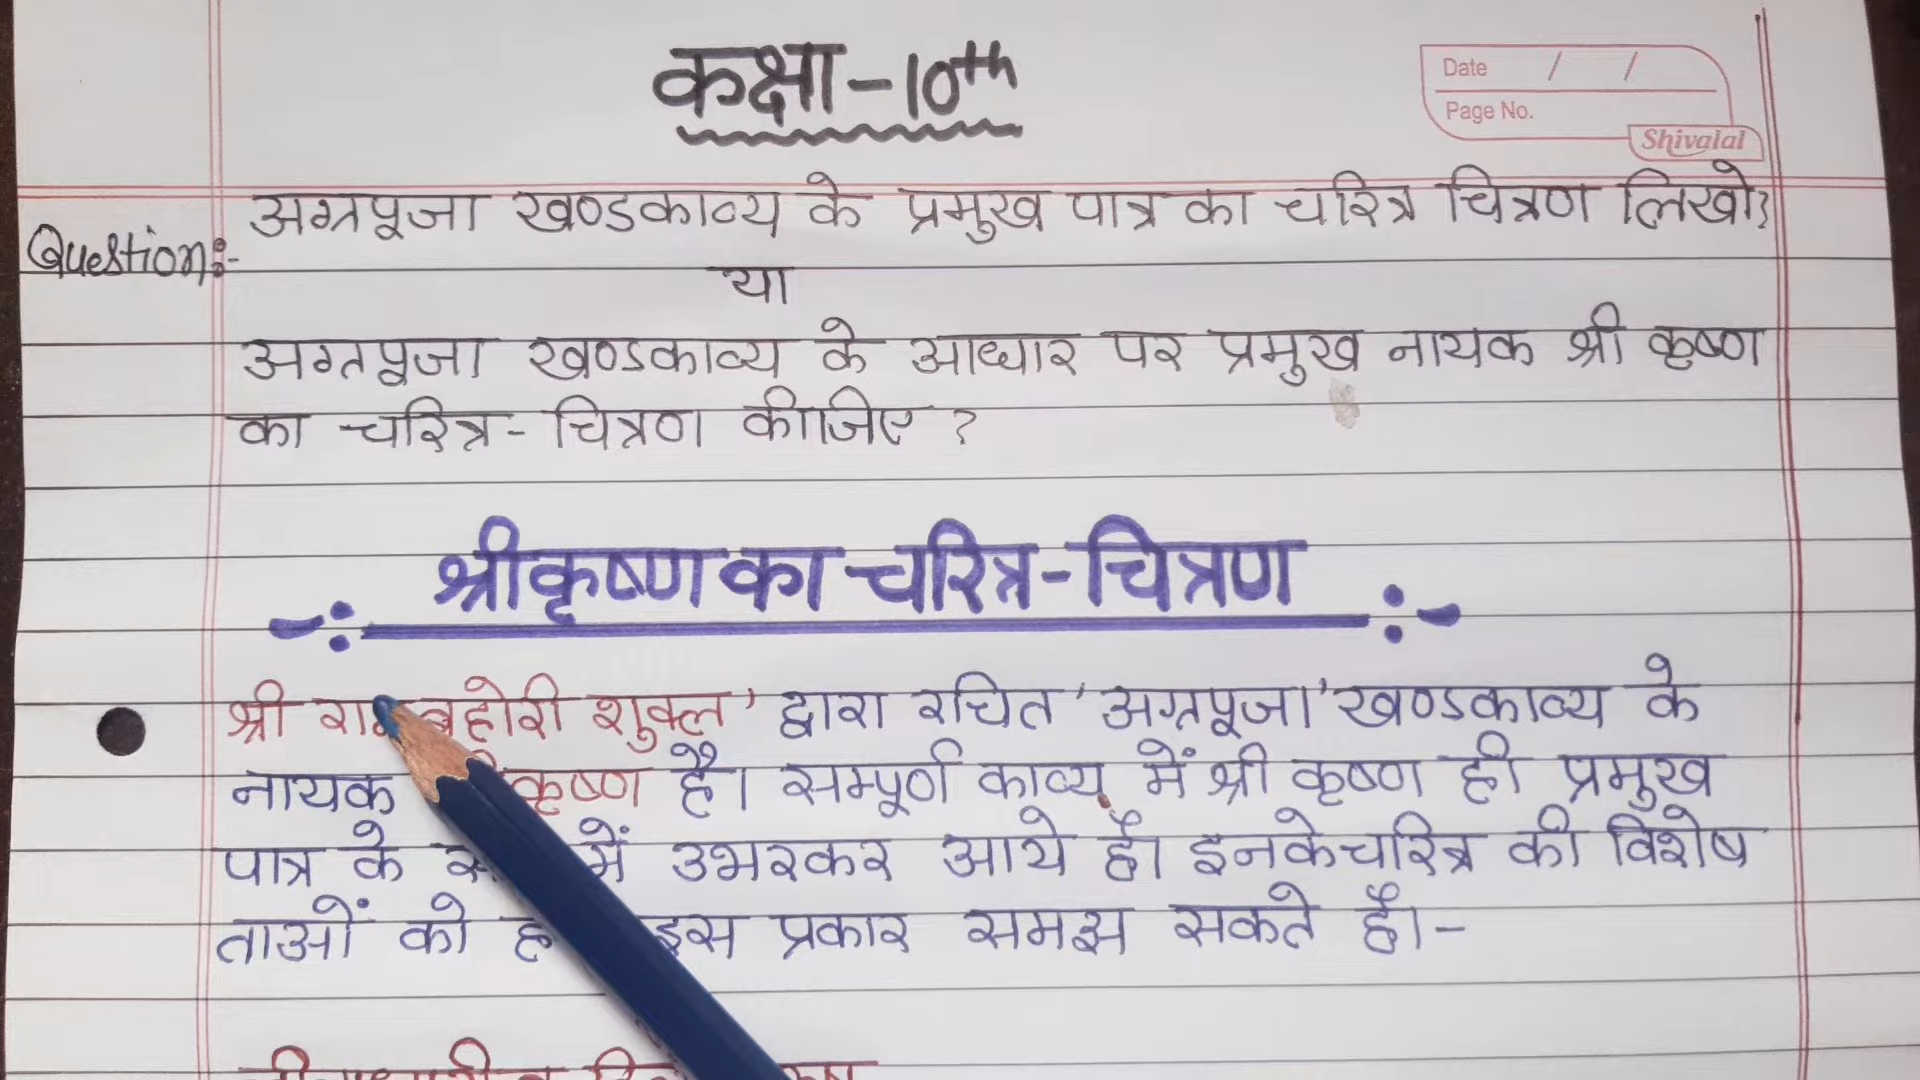 कक्षा-10th
Date / /
Page No.
Shivalal
अग्रपूजा खण्डकाव्य के प्रमुख पात्र का चरित्र चित्रण लिखो?
Question:-
या
अग्रपूजा खण्डकाव्य के आधार पर प्रमुख नायक श्री कृष्ण
का चरित्र-चित्रण कीजिए?
-: श्रीकृष्ण का चरित्र-चित्रण :-
श्री बहोरी शुक्ल' द्वारा रचित 'अग्रपूजा' खण्डकाव्य के
नायक कृष्ण है। सम्पूर्ण काव्य में श्री कृष्ण ही प्रमुख
पात्र के में उभरकर आये है। इनके चरित्र की विशेष
ताओं को इस प्रकार समझ सकते है।-